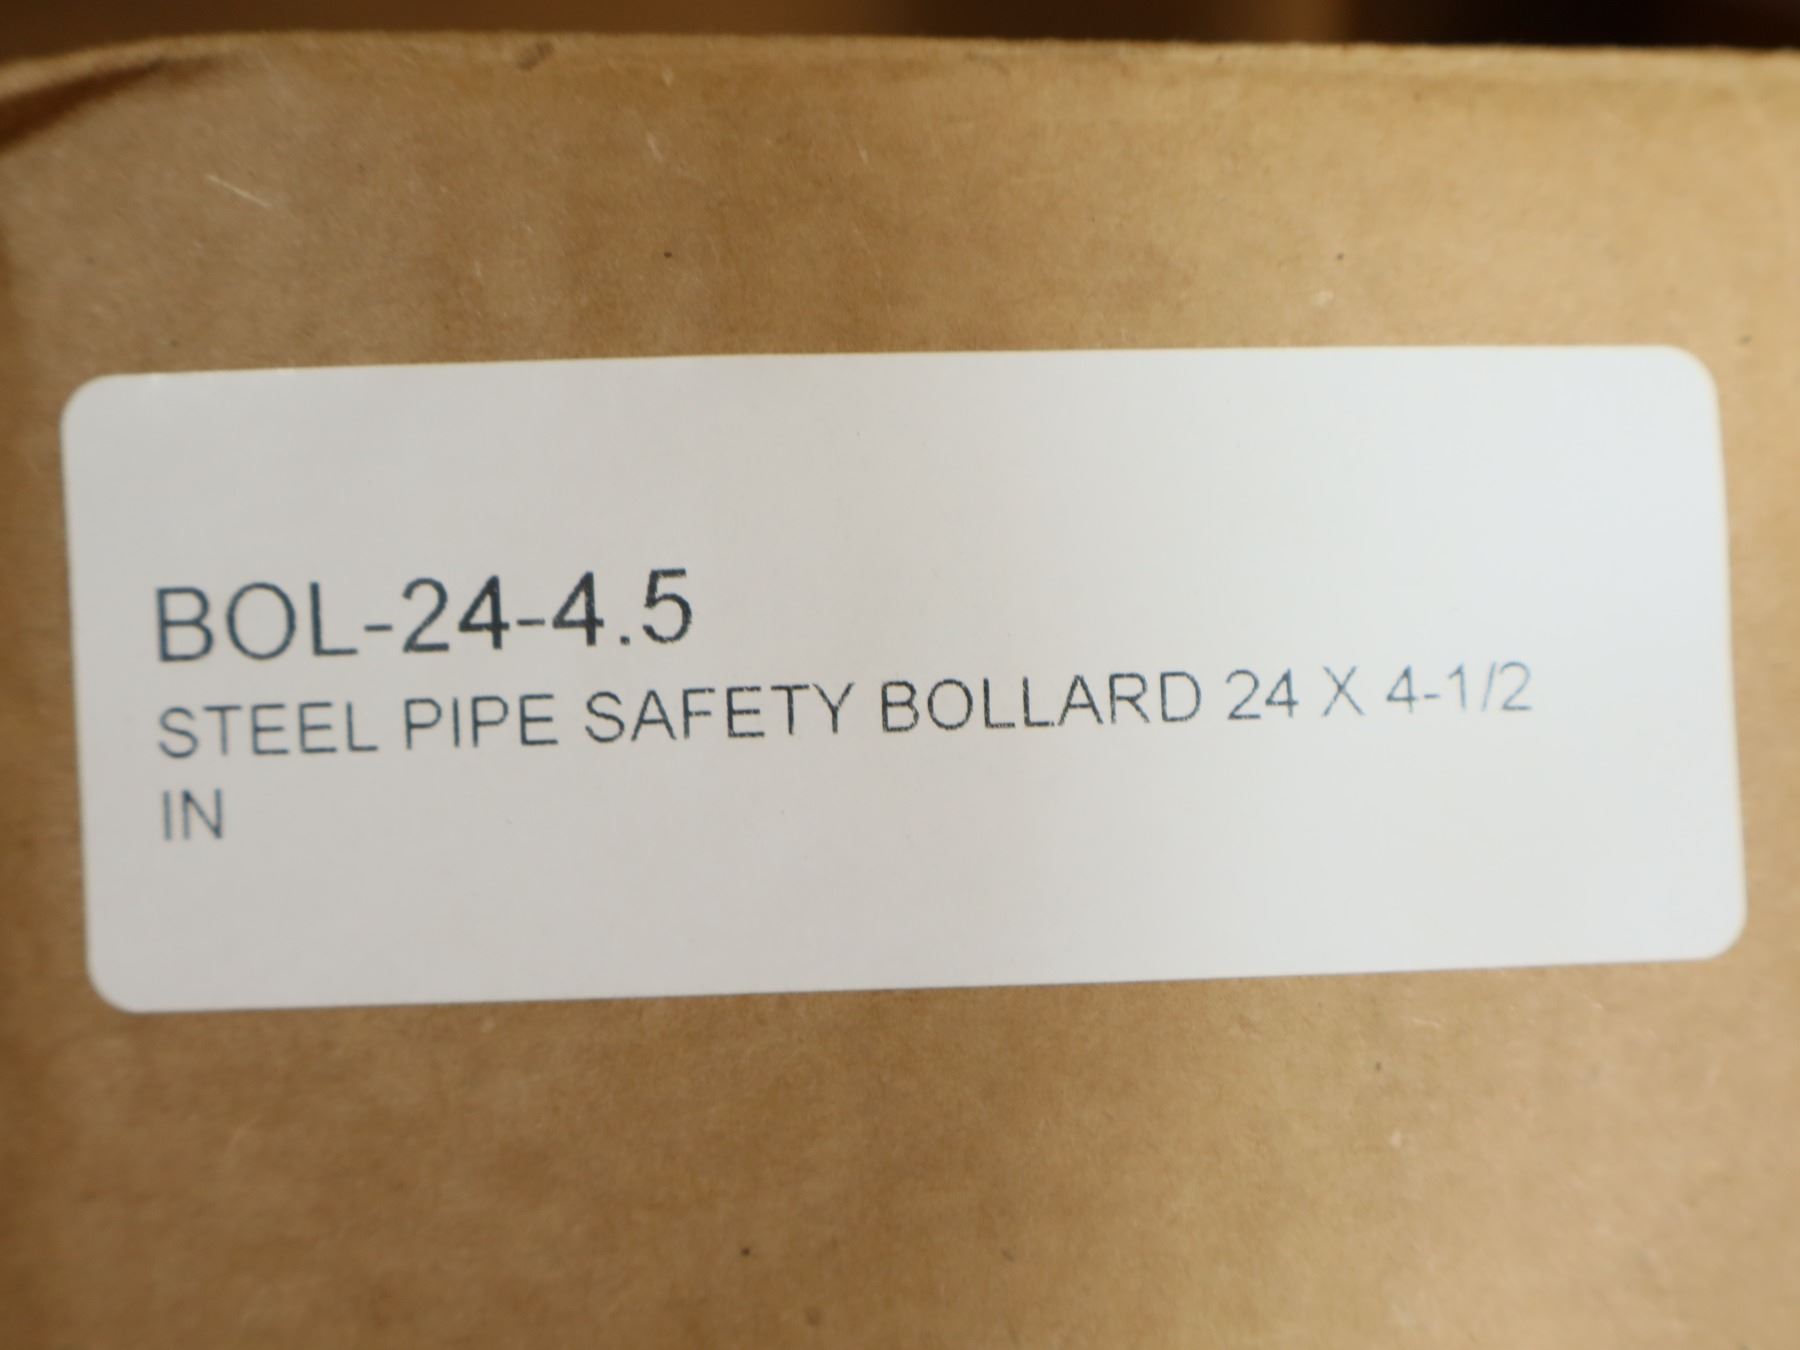 BOL-24-4.5
STEEL PIPE SAFETY BOLLARD 24 X 4-1/2
IN